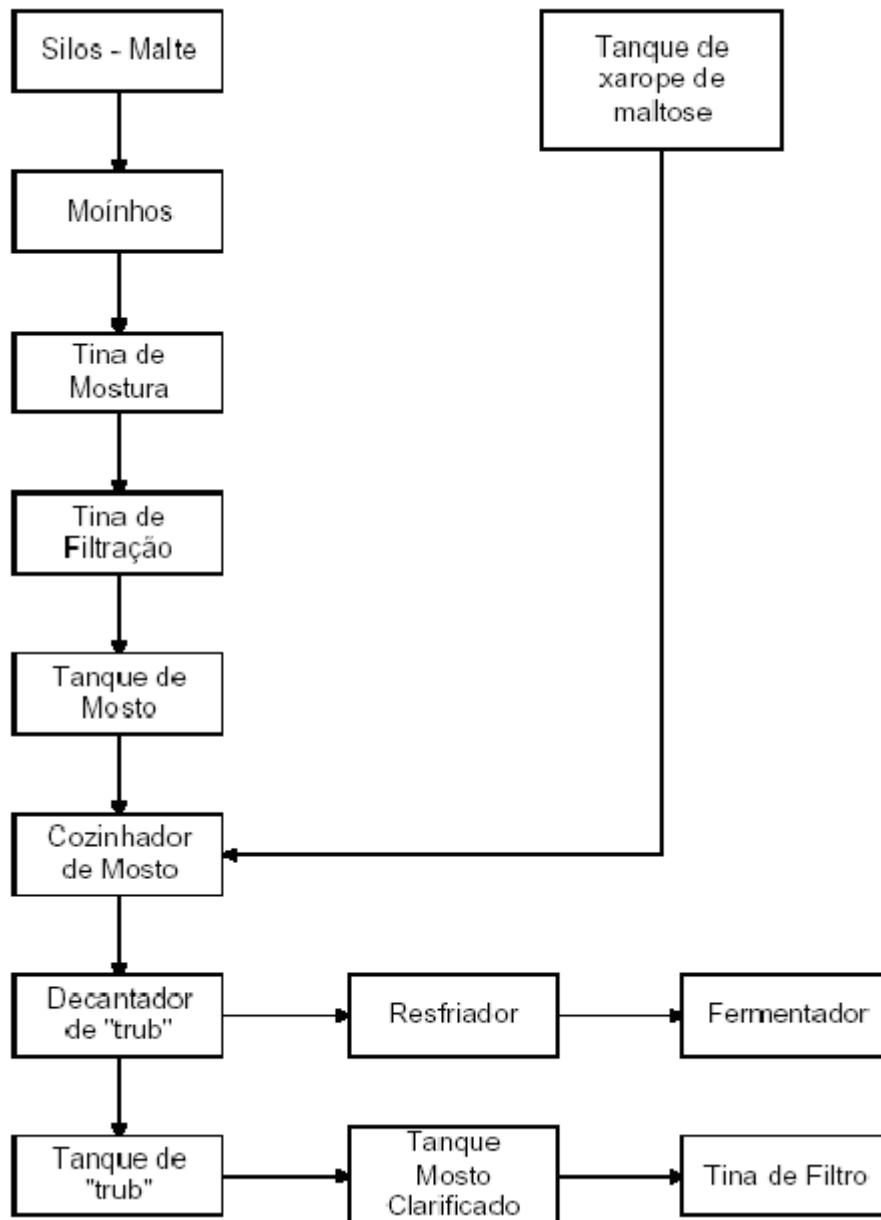 Silos - Malte
Tanque de
xarope de
maltose
Moínhos
Tina de
Mostura
Tina de
Filtração
Tanque de
Mosto
Cozinhador
de Mosto
Decantador
de "trub"
Resfriador
Fermentador
Tanque de
"trub"
Tanque
Mosto
Clarificado
Tina de Filtro